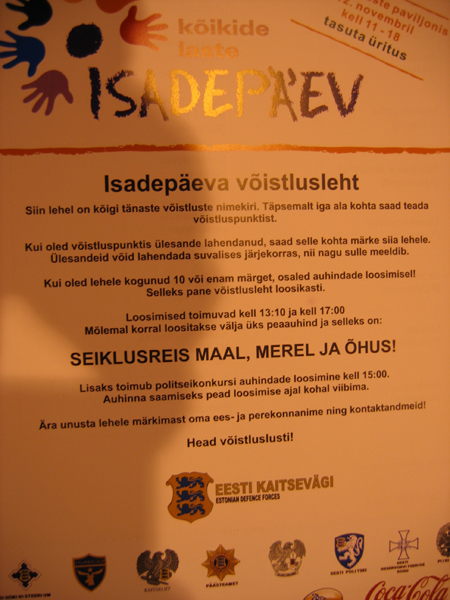 kõikide
laste
paviljonis
novembril
kell 11 - 18
tasuta üritus
ISADEPÄEV
Isadepäeva võistlusleht
Siin lehel on kõigi tänaste võistluste nimekiri. Täpsemalt iga ala kohta saad teada
võistluspunktist.
Kui oled võistluspunktis ülesande lahendanud, saad selle kohta märke siia lehele.
Ülesandeid võid lahendada suvalises järjekorras, nii nagu sulle meeldib.
Kui oled lehele kogunud 10 või enam märget, osaled auhindade loosimisel!
Selleks pane võistlusleht loosikasti.
Loosimised toimuvad kell 13:10 ja kell 17:00
Mõlemal korral loositakse välja üks peaauhind ja selleks on:
SEIKLUSREIS MAAL, MEREL JA ÕHUS!
Lisaks toimub politseikonkursi auhindade loosimine kell 15:00.
Auhinna saamiseks pead loosimise ajal kohal viibima.
Ära unusta lehele märkimast oma ees- ja perekonnanime ning kontaktandmeid!
Head võistluslusti!
EESTI KAITSEVÄGI
ESTONIAN DEFENCE FORCES
KAITSELIIT
PÄÄSTEAMET
EESTI POLITSEI
EESTI
Coca-Cola